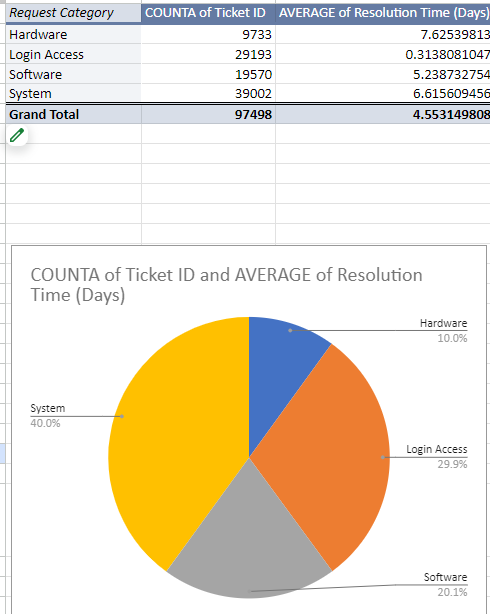 Request Category COUNTA of Ticket ID AVERAGE of Resolution Time (Days)
Hardware 9733 7.62539813
Login Access 29193 0.3138081047
Software 19570 5.238732754
System 39002 6.615609456
Grand Total 97498 4.553149808
COUNTA of Ticket ID and AVERAGE of Resolution
Time (Days)
Hardware
10.0%
System
40.0%
Login Access
29.9%
Software
20.1%